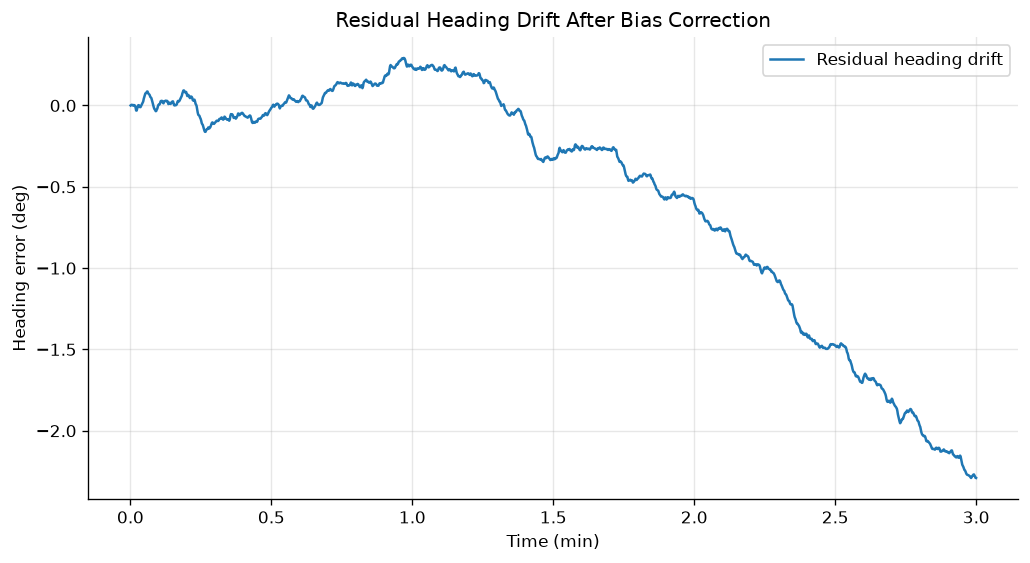 Residual Heading Drift After Bias Correction
Residual heading drift
Heading error (deg)
0.0
−0.5
−1.0
−1.5
−2.0
0.0 0.5 1.0 1.5 2.0 2.5 3.0
Time (min)